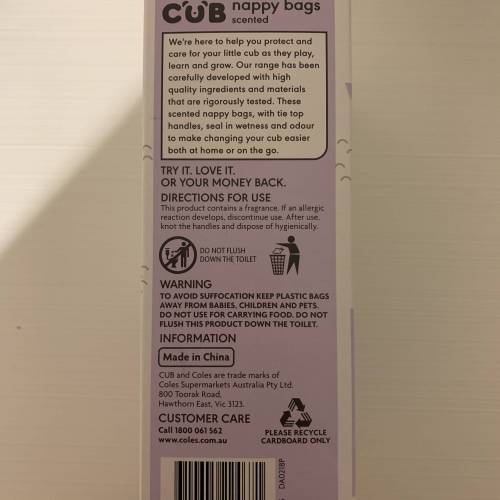 CUB nappy bags
scented
We're here to help you protect and
care for your little cub as they play,
learn and grow. Our range has been
carefully developed with high
quality ingredients and materials
that are rigorously tested. These
scented nappy bags, with tie top
handles, seal in wetness and odour
to make changing your cub easier
both at home or on the go.
TRY IT. LOVE IT.
OR YOUR MONEY BACK.
DIRECTIONS FOR USE
This product contains a fragrance. If an allergic
reaction develops, discontinue use. After use,
knot the handles and dispose of hygienically.
DO NOT FLUSH
DOWN THE TOILET
WARNING
TO AVOID SUFFOCATION KEEP PLASTIC BAGS
AWAY FROM BABIES, CHILDREN AND PETS.
DO NOT USE FOR CARRYING FOOD. DO NOT
FLUSH THIS PRODUCT DOWN THE TOILET.
INFORMATION
Made in China
CUB and Coles are trade marks of
Coles Supermarkets Australia Pty Ltd.
800 Toorak Road,
Hawthorn East, Vic 3123.
CUSTOMER CARE
Call 1800 061 562
www.coles.com.au
PLEASE RECYCLE
CARDBOARD ONLY
DA0218P